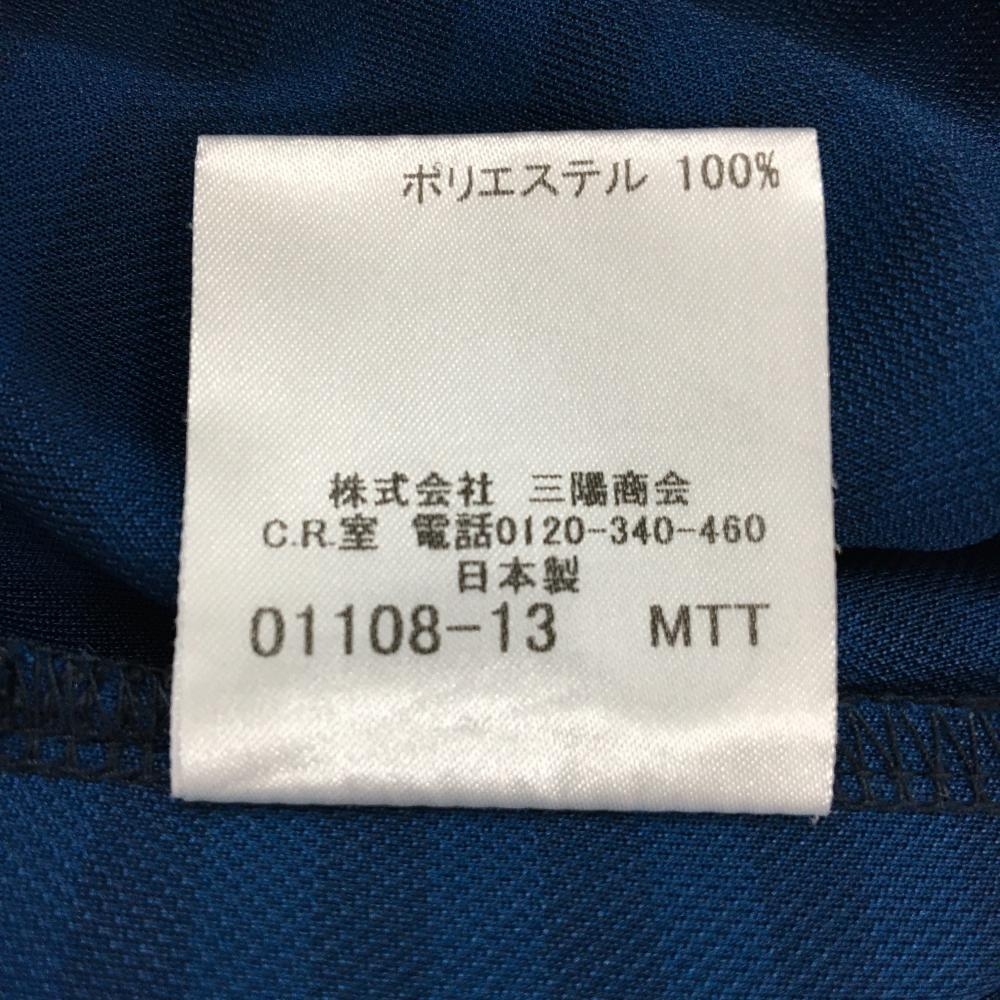 ポリエステル 100%
株式会社 三陽商会
C.R.室 電話0120-340-460
日本製
01108-13 MTT